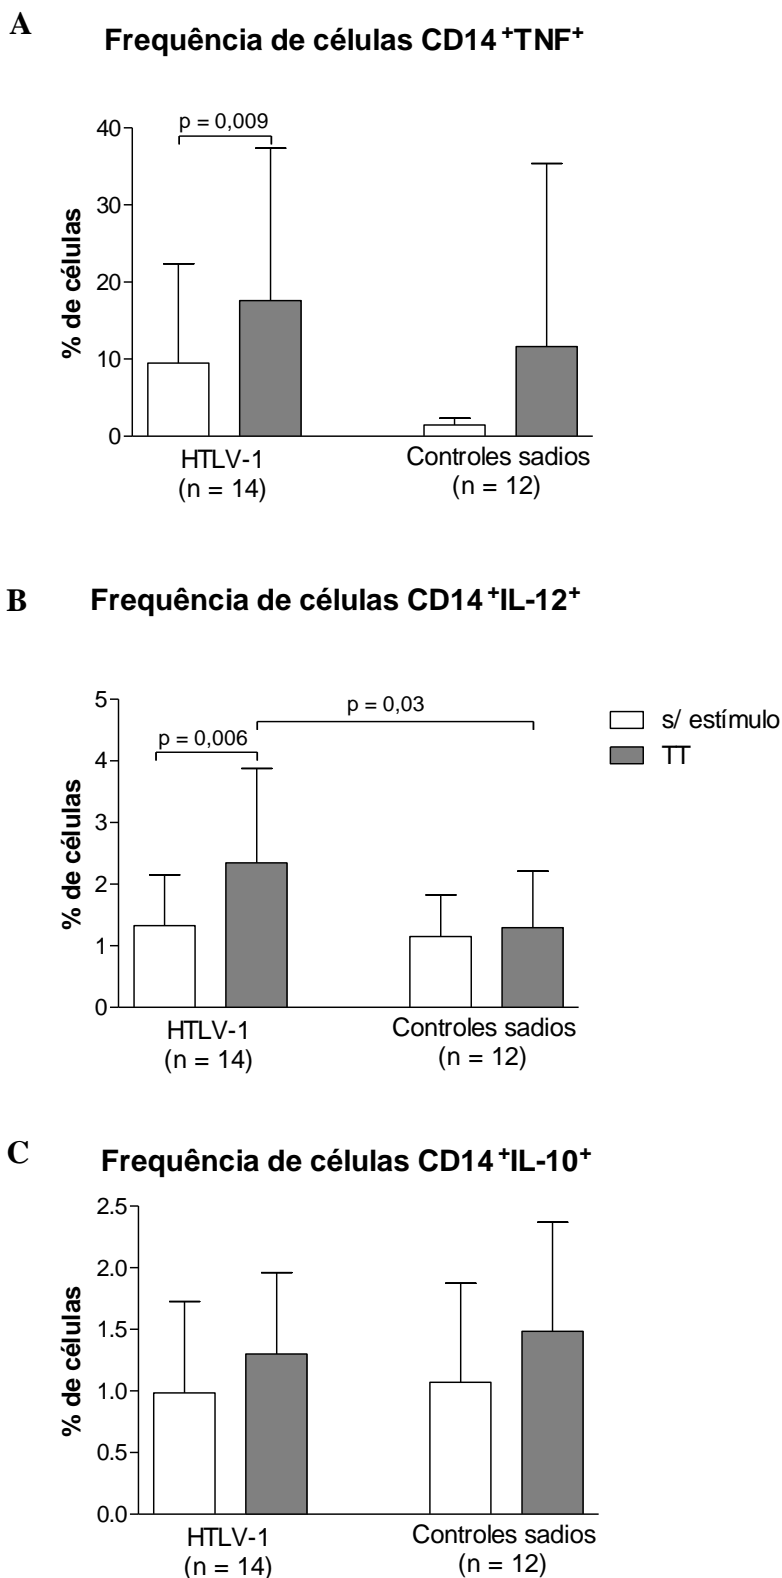 A
Frequência de células CD14⁺TNF⁺
p = 0,009
40
30
20
10
0
% de células
HTLV-1
(n = 14)
Controles sadios
(n = 12)
B
Frequência de células CD14⁺IL-12⁺
p = 0,03
p = 0,006
5
4
3
2
1
0
% de células
s/ estímulo
TT
HTLV-1
(n = 14)
Controles sadios
(n = 12)
C
Frequência de células CD14⁺IL-10⁺
2.5
2.0
1.5
1.0
0.5
0.0
% de células
HTLV-1
(n = 14)
Controles sadios
(n = 12)